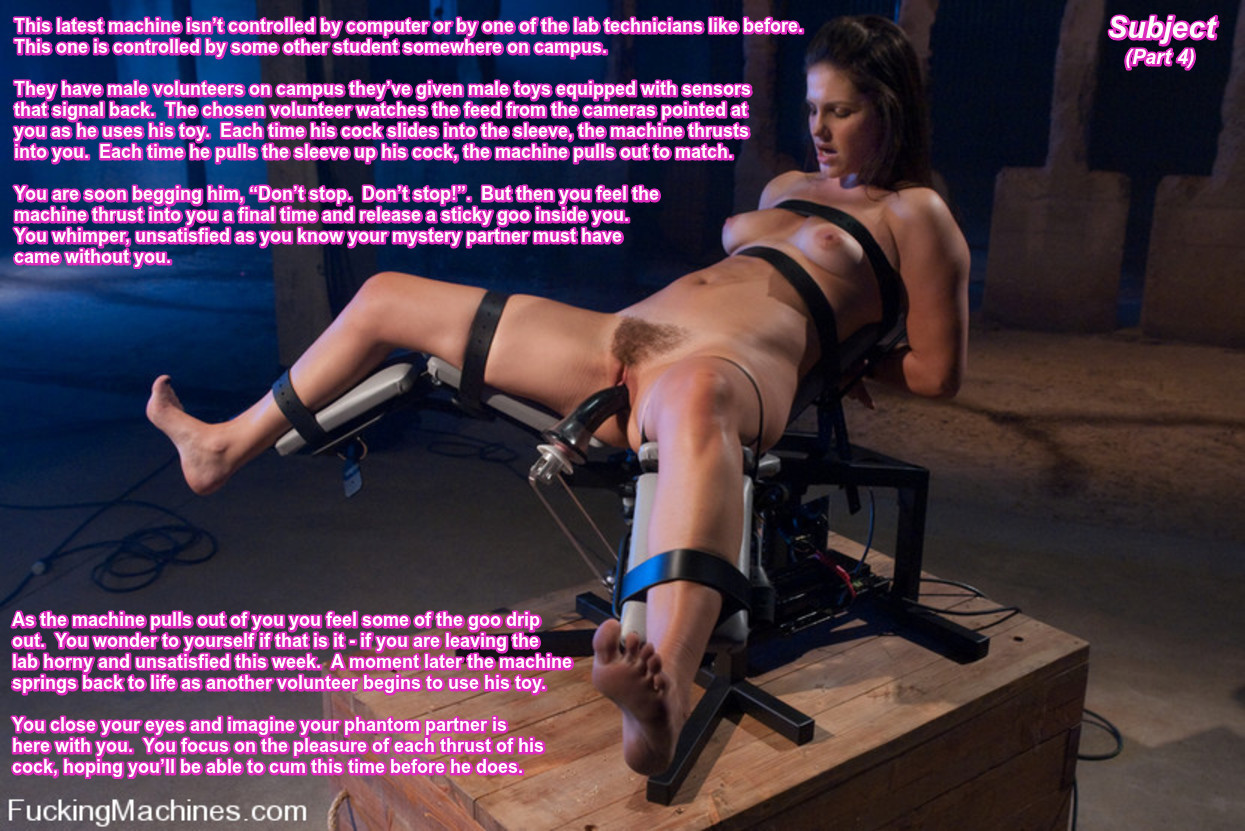 This latest machine isn't controlled by computer or by one of the lab technicians like before.
This one is controlled by some other student somewhere on campus.
They have male volunteers on campus they've given male toys equipped with sensors
that signal back. The chosen volunteer watches the feed from the cameras pointed at
you as he uses his toy. Each time his cock slides into the sleeve, the machine thrusts
into you. Each time he pulls the sleeve up his cock, the machine pulls out to match.
You are soon begging him, “Don't stop. Don't stop!”. But then you feel the
machine thrust into you a final time and release a sticky goo inside you.
You whimper, unsatisfied as you know your mystery partner must have
came without you.
Subject
(Part 4)
As the machine pulls out of you you feel some of the goo drip
out. You wonder to yourself if that is it - if you are leaving the
lab horny and unsatisfied this week. A moment later the machine
springs back to life as another volunteer begins to use his toy.
You close your eyes and imagine your phantom partner is
here with you. You focus on the pleasure of each thrust of his
cock, hoping you'll be able to cum this time before he does.
FuckingMachines.com